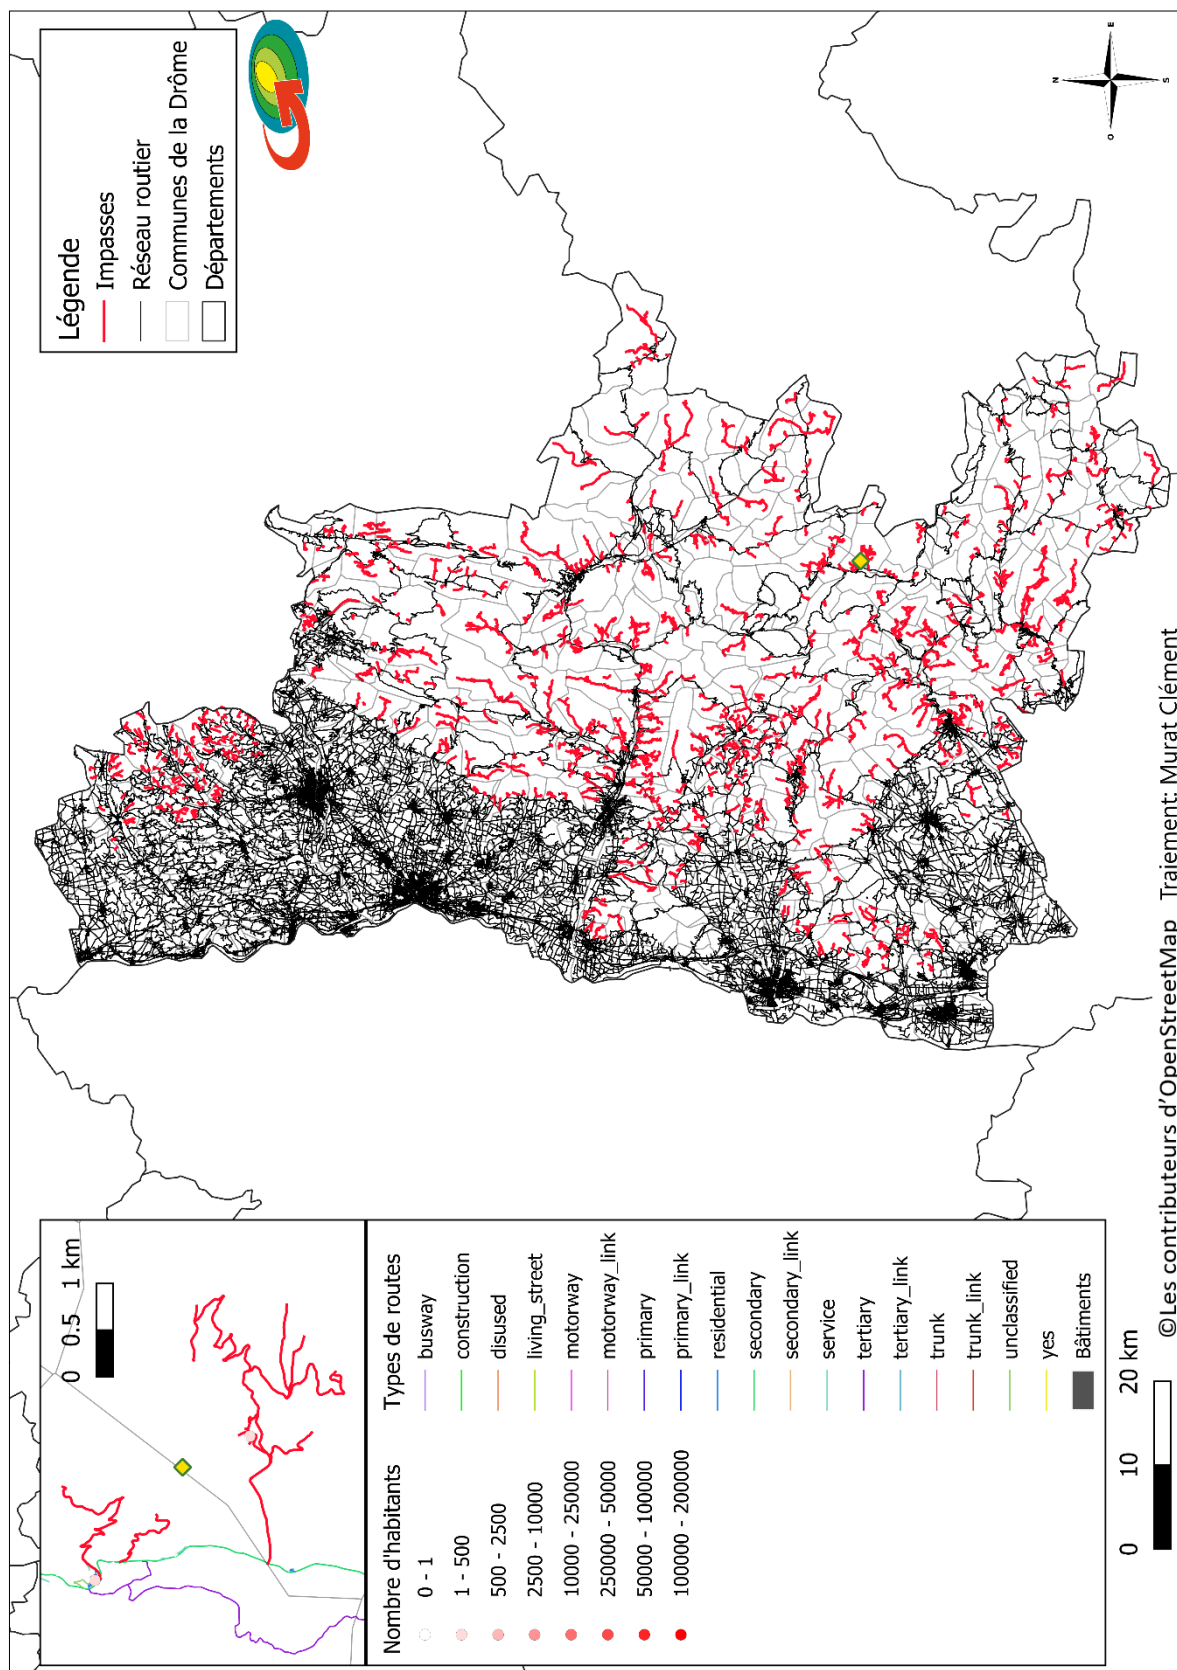 Légende
Impasses
Réseau routier
Communes de la Drôme
Départements
N
E
S
O
0 0.5 1 km
Nombre d'habitants
0 - 1
1 - 500
500 - 2500
2500 - 10000
10000 - 250000
250000 - 50000
50000 - 100000
100000 - 200000
Types de routes
busway
construction
disused
living_street
motorway
motorway_link
primary
primary_link
residential
secondary
secondary_link
service
tertiary
tertiary_link
trunk
trunk_link
unclassified
yes
Bâtiments
0 10 20 km
©Les contributeurs d'OpenStreetMap Traiement: Murat Clément